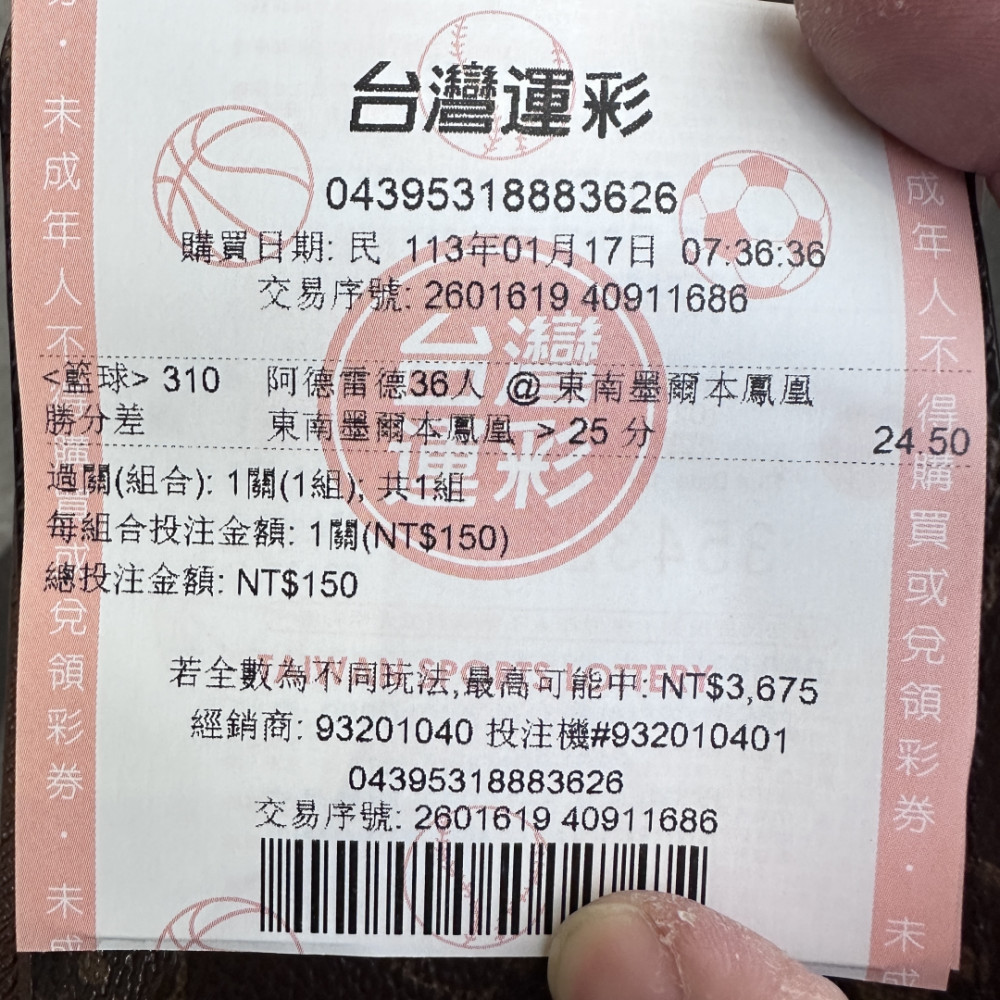 台灣運彩
04395318883626
購買日期: 民 113年01月17日 07:36:36
交易序號: 2601619 40911686
<籃球> 310 阿德雷德36人 @ 東南墨爾本鳳凰
勝分差 東南墨爾本鳳凰 > 25 分 24.50
過關(組合): 1關(1組), 共1組
每組合投注金額: 1關(NT$150)
總投注金額: NT$150
TAIWAN SPORTS LOTTERY
若全數為不同玩法,最高可能中: NT$3,675
經銷商: 93201040 投注機#932010401
04395318883626
交易序號: 2601619 40911686
台灣運彩
券・未成年人不得購買或兌領彩券・未成
成年人不得購買或兌領彩券・未成